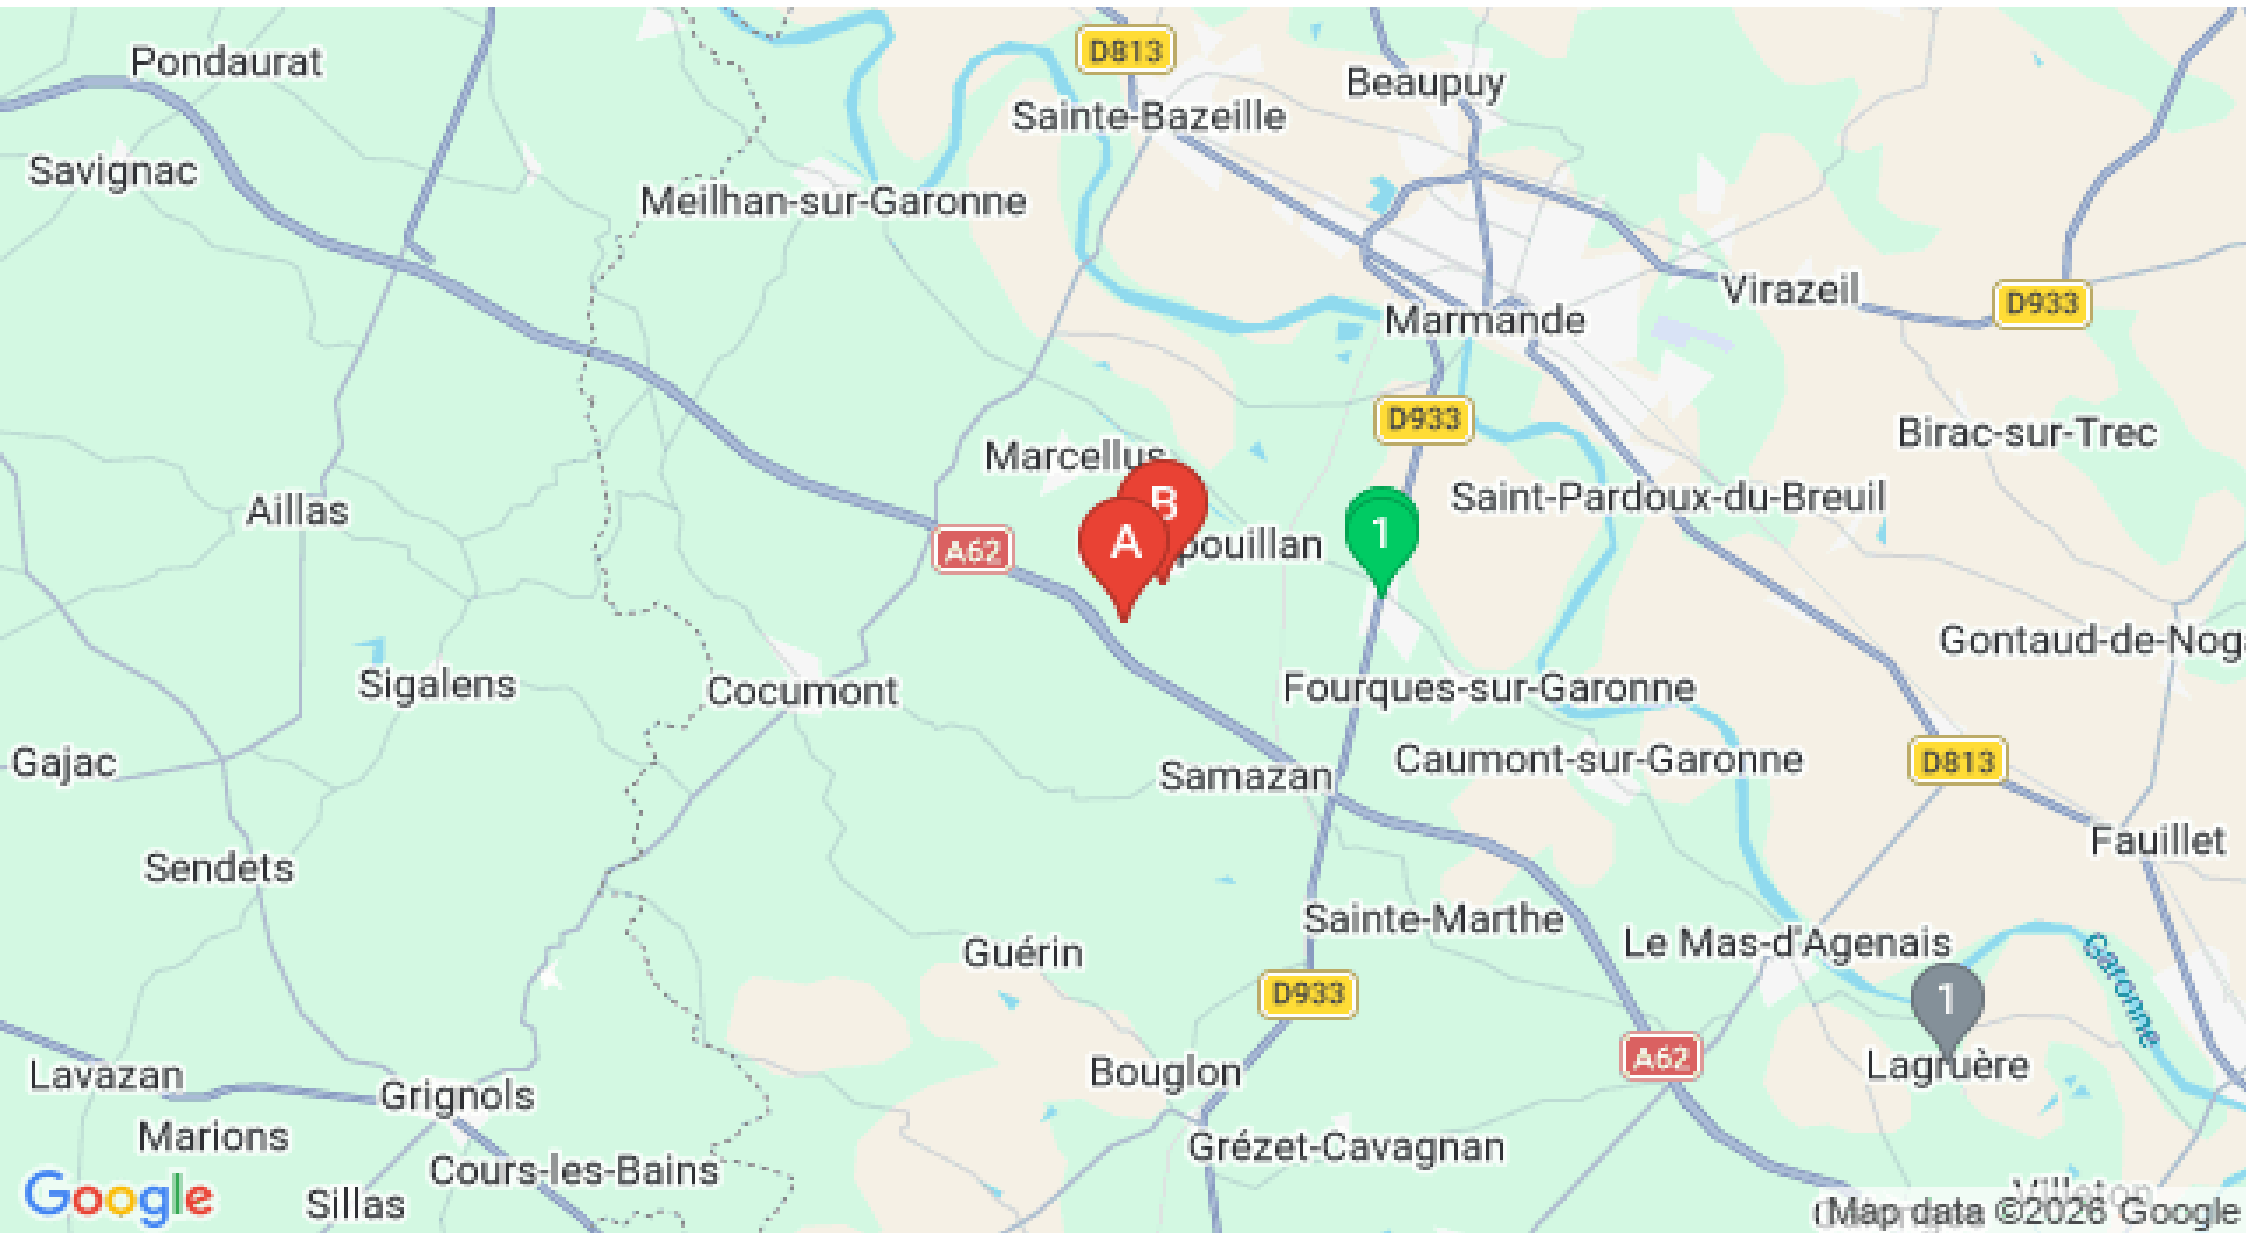 Pondaurat
D813
Beaupuy
Sainte-Bazeille
Savignac
Meilhan-sur-Garonne
Virazeil
D933
Marmande
D933
Birac-sur-Trec
Marcellus
Saint-Pardoux-du-Breuil
Aillas
B
A
1
pouillan
A62
Gontaud-de-Nog
Sigalens
Cocumont
Fourques-sur-Garonne
Gajac
Samazan
Caumont-sur-Garonne
D813
Fauillet
Sendets
Sainte-Marthe
Guérin
Le Mas-d'Agenais
Garonne
D933
1
A62
Lagruère
Lavazan
Bouglon
Grignols
Marions
Grézet-Cavagnan
Cours-les-Bains
Google
Sillas
Villeton
Map data ©2026 Google